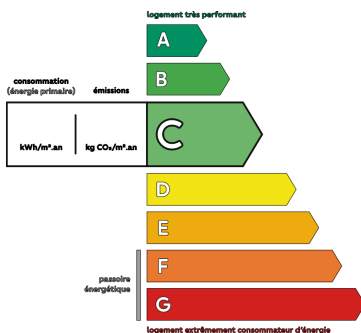 logement très performant
A
B
consommation
(énergie primaire)
émissions
C
kWh/m².an
kg CO₂/m².an
D
E
F
passoire
énergétique
G
logement extrêmement consommateur d'énergie